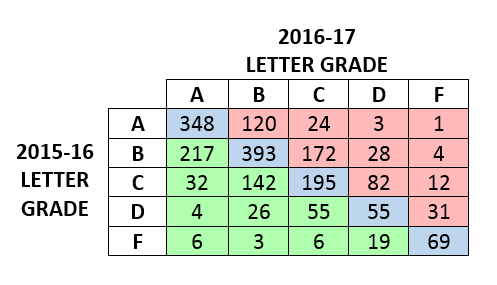 2016-17
LETTER GRADE
A B C D F
A 348 120 24 3 1
B 217 393 172 28 4
C 32 142 195 82 12
D 4 26 55 55 31
F 6 3 6 19 69
2015-16
LETTER
GRADE